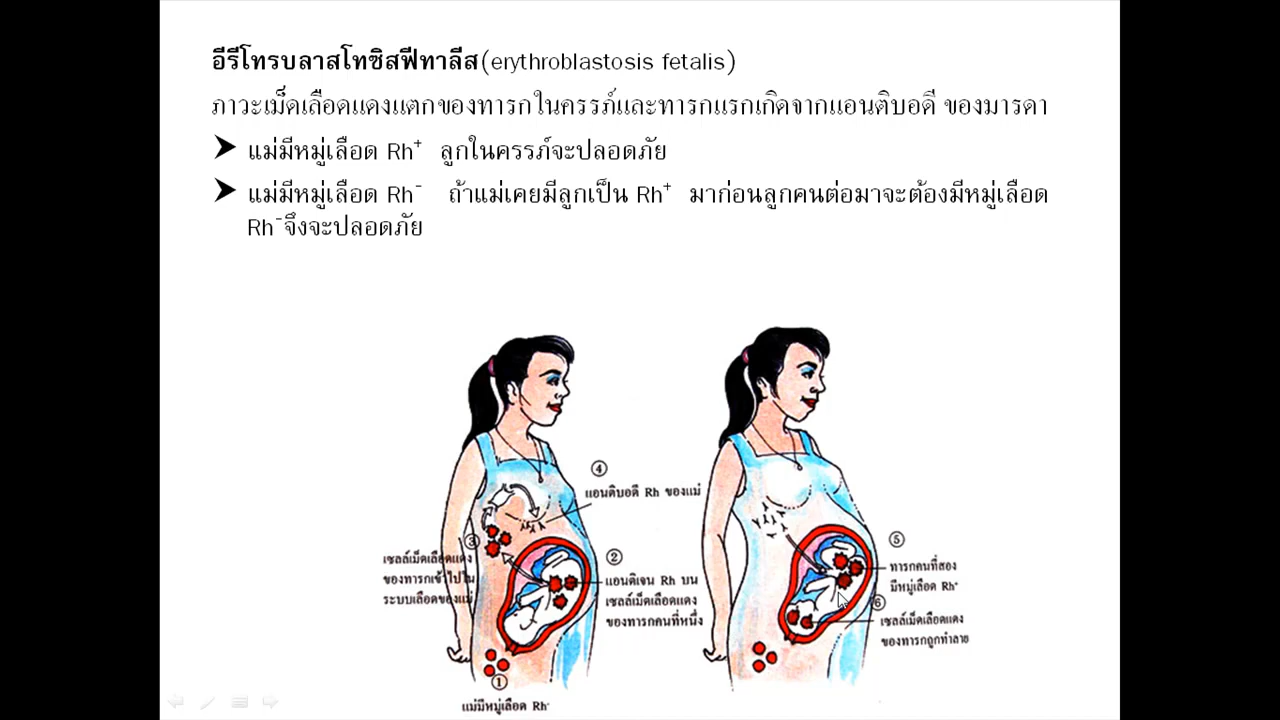 อีรีโทรบลาสโทซิสฟีทาลีส(erythroblastosis fetalis)
ภาวะเม็ดเลือดแดงแตกของทารกในครรภ์และทารกแรกเกิดจากแอนติบอดี ของมารดา
➤ แม่มีหมู่เลือด Rh⁺ ลูกในครรภ์จะปลอดภัย
➤ แม่มีหมู่เลือด Rh⁻ ถ้าแม่เคยมีลูกเป็น Rh⁺ มาก่อนลูกคนต่อมาจะต้องมีหมู่เลือด
Rh⁻จึงจะปลอดภัย
④
แอนติบอดี Rh ของแม่
③
เซลล์เม็ดเลือดแดง
ของทารกเข้าไปใน
ระบบเลือดของแม่
②
แอนติเจน Rh บน
เซลล์เม็ดเลือดแดง
ของทารกคนที่หนึ่ง
①
แม่มีหมู่เลือด Rh⁻
⑤
ทารกคนที่สอง
มีหมู่เลือด Rh⁺
⑥
เซลล์เม็ดเลือดแดง
ของทารกถูกทำลาย